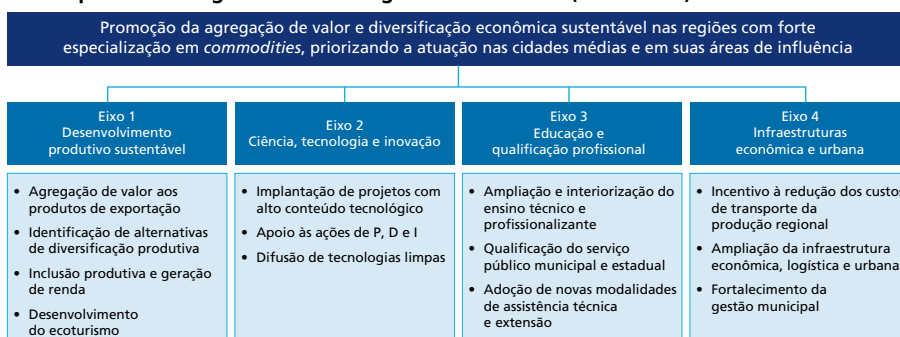 Promoção da agregação de valor e diversificação econômica sustentável nas regiões com forte
especialização em commodities, priorizando a atuação nas cidades médias e em suas áreas de influência
Eixo 1
Desenvolvimento
produtivo sustentável
• Agregação de valor aos
produtos de exportação
• Identificação de alternativas
de diversificação produtiva
• Inclusão produtiva e geração
de renda
• Desenvolvimento
do ecoturismo
Eixo 2
Ciência, tecnologia e inovação
• Implantação de projetos com
alto conteúdo tecnológico
• Apoio às ações de P, D e I
• Difusão de tecnologias limpas
Eixo 3
Educação e
qualificação profissional
• Ampliação e interiorização do
ensino técnico e
profissionalizante
• Qualificação do serviço
público municipal e estadual
• Adoção de novas modalidades
de assistência técnica
e extensão
Eixo 4
Infraestruturas
econômica e urbana
• Incentivo à redução dos custos
de transporte da
produção regional
• Ampliação da infraestrutura
econômica, logística e urbana
• Fortalecimento da
gestão municipal